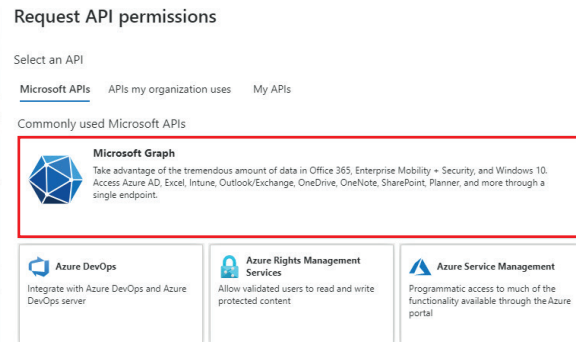 Request API permissions
Select an API
Microsoft APIs APIs my organization uses My APIs
Commonly used Microsoft APIs
Microsoft Graph
Take advantage of the tremendous amount of data in Office 365, Enterprise Mobility + Security, and Windows 10.
Access Azure AD, Excel, Intune, Outlook/Exchange, OneDrive, OneNote, SharePoint, Planner, and more through a
single endpoint.
Azure DevOps
Integrate with Azure DevOps and Azure
DevOps server
Azure Rights Management
Services
Allow validated users to read and write
protected content
Azure Service Management
Programmatic access to much of the
functionality available through the Azure
portal